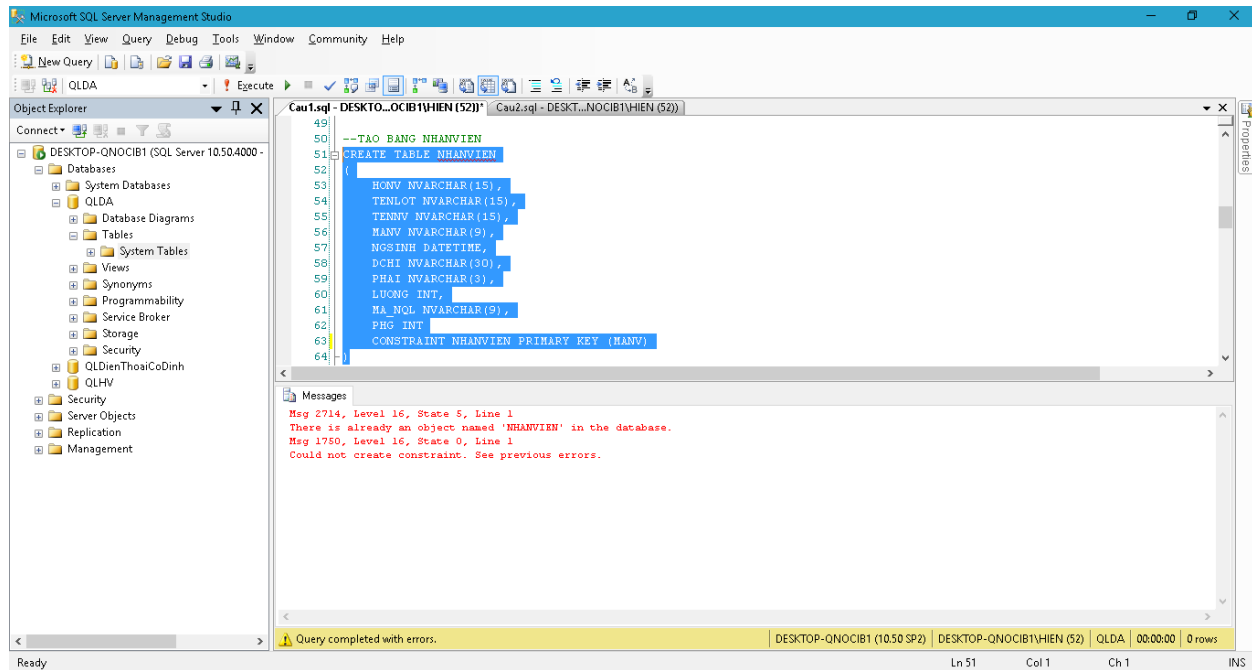 Microsoft SQL Server Management Studio
File Edit View Query Debug Tools Window Community Help
New Query
QLDA Execute
Object Explorer
Connect
DESKTOP-QNOCIB1 (SQL Server 10.50.4000 -
Databases
System Databases
QLDA
Database Diagrams
Tables
System Tables
Views
Synonyms
Programmability
Service Broker
Storage
Security
QLDienThoaiCoDinh
QLHV
Security
Server Objects
Replication
Management
Cau1.sql - DESKTO...OCIB1\HIEN (52))* Cau2.sql - DESKT...NOCIB1\HIEN (52))
49
50 --TAO BANG NHANVIEN
51 CREATE TABLE NHANVIEN
52 (
53 HONV NVARCHAR(15),
54 TENLOT NVARCHAR(15),
55 TENNV NVARCHAR(15),
56 MANV NVARCHAR(9),
57 NGSINH DATETIME,
58 DCHI NVARCHAR(30),
59 PHAI NVARCHAR(3),
60 LUONG INT,
61 MA_NQL NVARCHAR(9),
62 PHG INT
63 CONSTRAINT NHANVIEN PRIMARY KEY (MANV)
64 )
Properties
Messages
Msg 2714, Level 16, State 5, Line 1
There is already an object named 'NHANVIEN' in the database.
Msg 1750, Level 16, State 0, Line 1
Could not create constraint. See previous errors.
Query completed with errors. DESKTOP-QNOCIB1 (10.50 SP2) DESKTOP-QNOCIB1\HIEN (52) QLDA 00:00:00 0 rows
Ready Ln 51 Col 1 Ch 1 INS